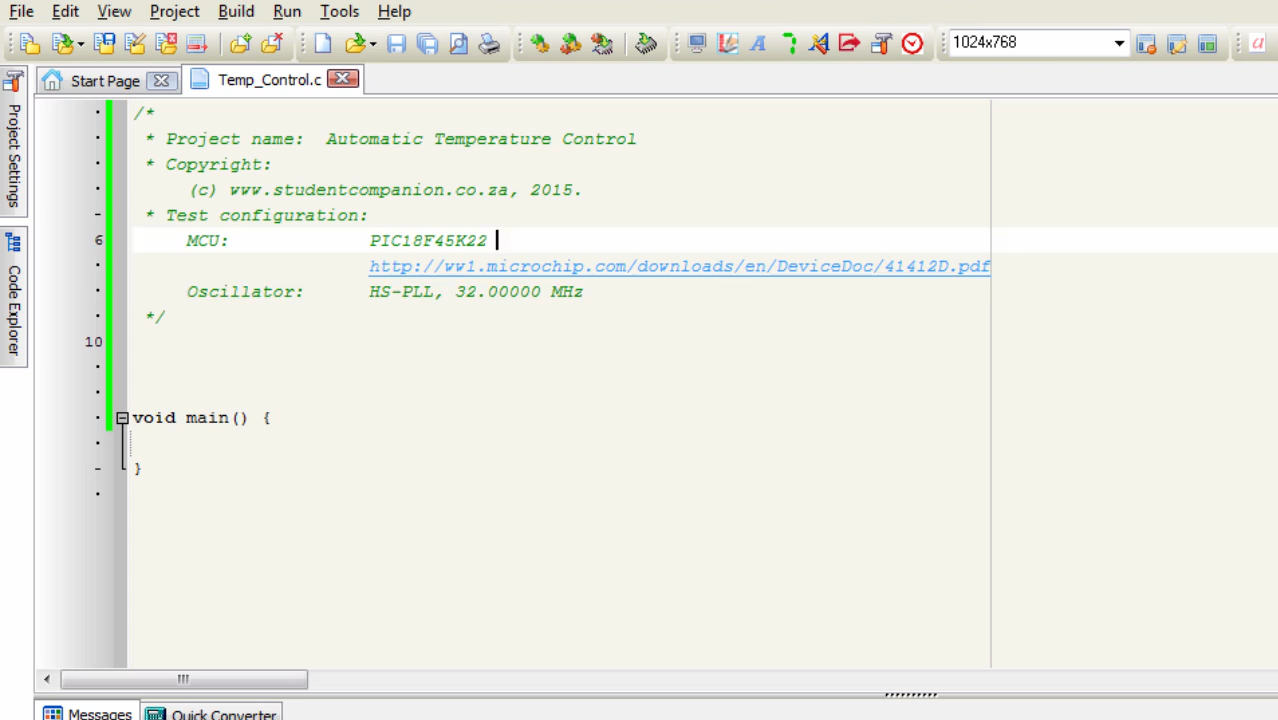 File Edit View Project Build Run Tools Help
1024x768
Start Page
Temp_Control.c
Project Settings
Code Explorer
/*
* Project name: Automatic Temperature Control
* Copyright:
(c) www.studentcompanion.co.za, 2015.
* Test configuration:
6 MCU: PIC18F45K22
http://ww1.microchip.com/downloads/en/DeviceDoc/41412D.pdf
Oscillator: HS-PLL, 32.00000 MHz
*/
10
void main() {
}
Messages
Quick Converter